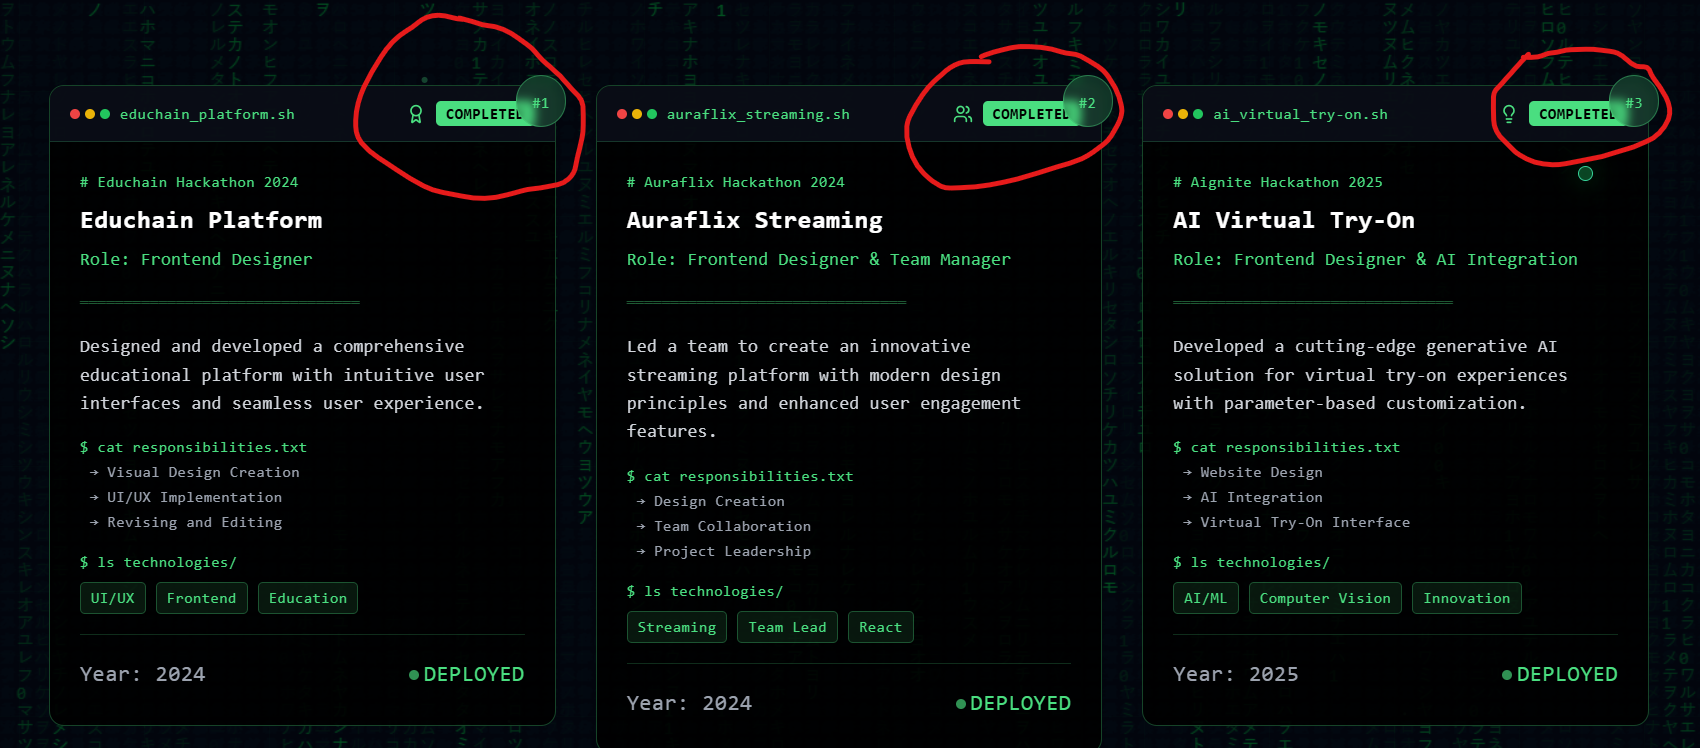 educhain_platform.sh
COMPLETED
#1
# Educhain Hackathon 2024
Educhain Platform
Role: Frontend Designer
Designed and developed a comprehensive
educational platform with intuitive user
interfaces and seamless user experience.
$ cat responsibilities.txt
→ Visual Design Creation
→ UI/UX Implementation
→ Revising and Editing
$ ls technologies/
UI/UX
Frontend
Education
Year: 2024
DEPLOYED
auraflix_streaming.sh
COMPLETED
#2
# Auraflix Hackathon 2024
Auraflix Streaming
Role: Frontend Designer & Team Manager
Led a team to create an innovative
streaming platform with modern design
principles and enhanced user engagement
features.
$ cat responsibilities.txt
→ Design Creation
→ Team Collaboration
→ Project Leadership
$ ls technologies/
Streaming
Team Lead
React
Year: 2024
DEPLOYED
ai_virtual_try-on.sh
COMPLETED
#3
# Aignite Hackathon 2025
AI Virtual Try-On
Role: Frontend Designer & AI Integration
Developed a cutting-edge generative AI
solution for virtual try-on experiences
with parameter-based customization.
$ cat responsibilities.txt
→ Website Design
→ AI Integration
→ Virtual Try-On Interface
$ ls technologies/
AI/ML
Computer Vision
Innovation
Year: 2025
DEPLOYED